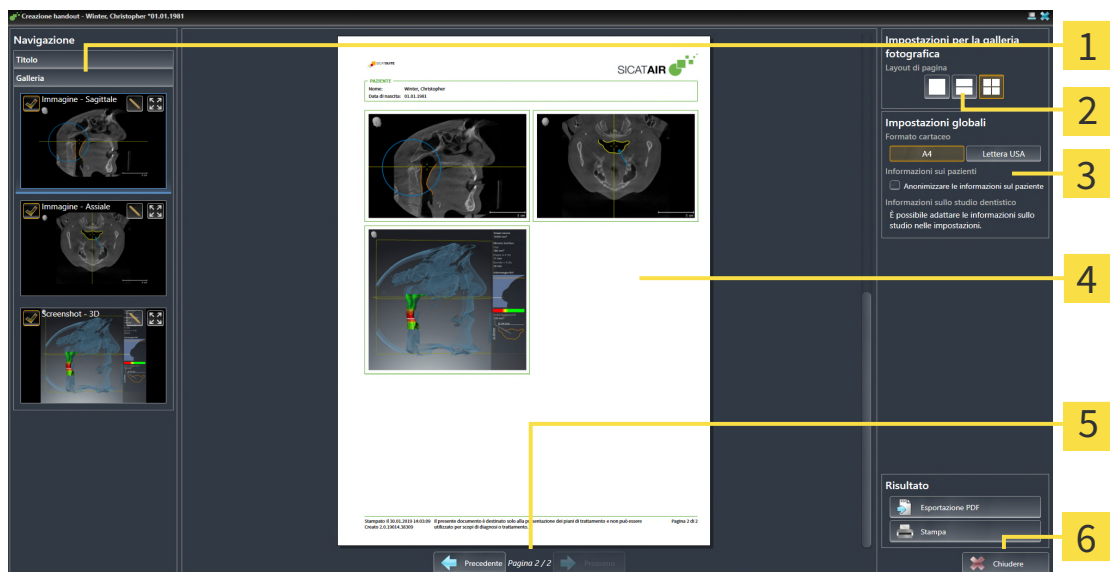 Creazione handout - Winter, Christopher *01.01.1981
Navigazione
Titolo
Galleria
Immagine - Sagittale
Immagine - Assiale
Screenshot - 3D
SICATAIR
PAZIENTE
Nome: Winter, Christopher
Data di nascita: 01.01.1981
Stampato il 30.01.2019 14:03:09 Il presente documento è destinato solo alla presentazione dei piani di trattamento e non può essere Pagina 2 di 2
Creato 2.0.19014.38309 utilizzato per scopi di diagnosi o trattamento.
Precedente Pagina 2 / 2 Prossimo
Impostazioni per la galleria
fotografica
Layout di pagina
Impostazioni globali
Formato cartaceo
A4 Lettera USA
Informazioni sui pazienti
Anonimizzare le informazioni sul paziente
Informazioni sullo studio dentistico
È possibile adattare le informazioni sullo
studio nelle impostazioni.
Risultato
Esportazione PDF
Stampa
Chiudere
1
2
3
4
5
6